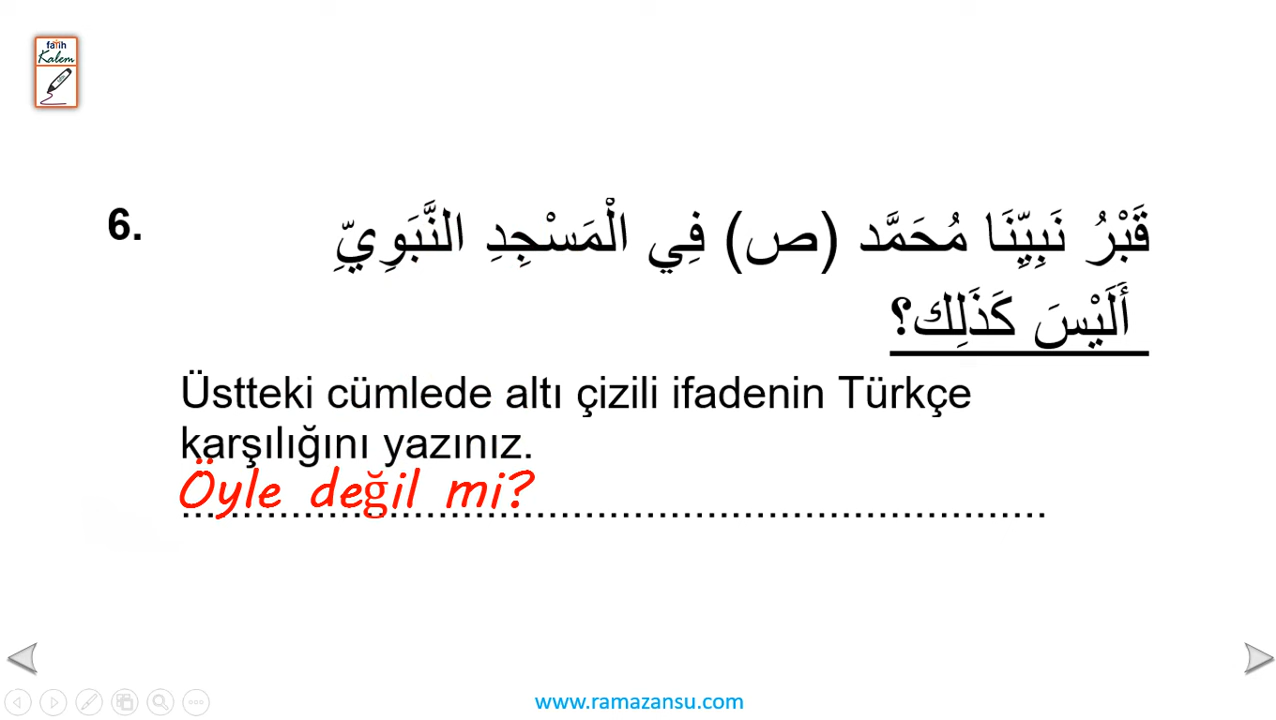 fatih
Kalem
6.
قَبْرُ نَبِيِّنَا مُحَمَّد (ص) فِي الْمَسْجِدِ النَّبَوِيِّ
أَلَيْسَ كَذَلِك؟
Üstteki cümlede altı çizili ifadenin Türkçe
karşılığını yazınız.
Öyle değil mi?
www.ramazansu.com